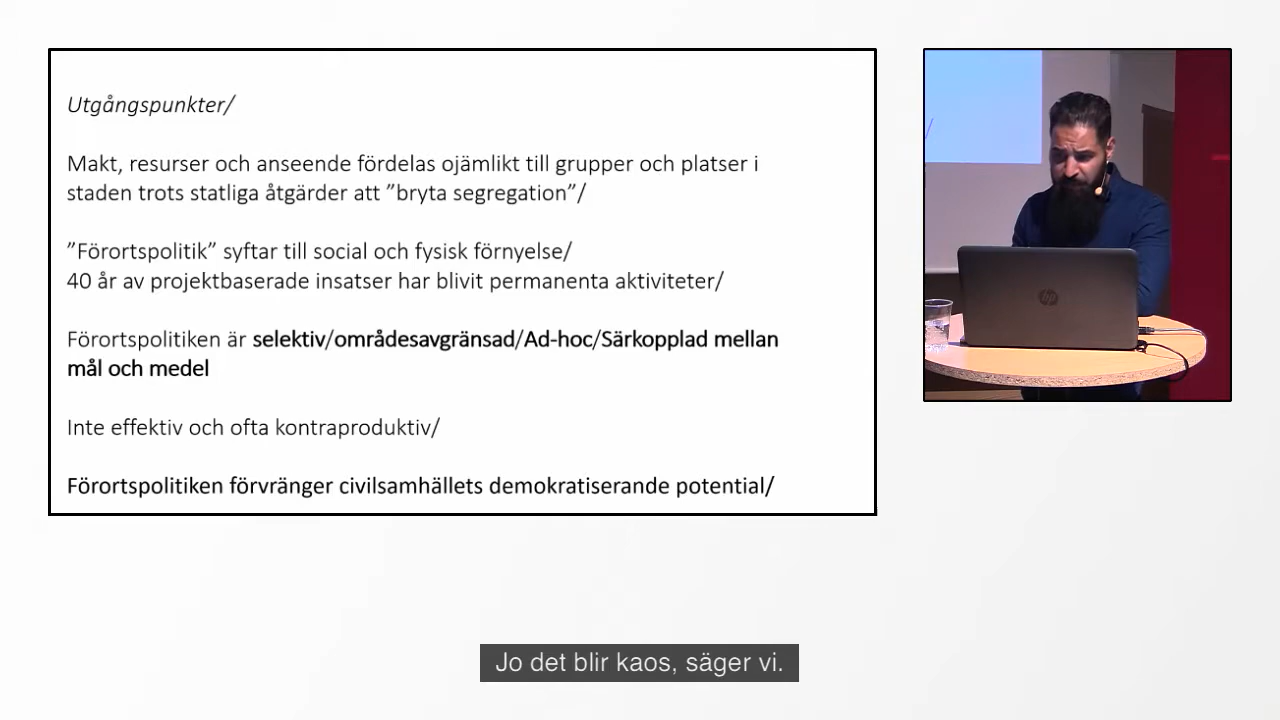 Utgångspunkter/
Makt, resurser och anseende fördelas ojämlikt till grupper och platser i
staden trots statliga åtgärder att ”bryta segregation”/
”Förortspolitik” syftar till social och fysisk förnyelse/
40 år av projektbaserade insatser har blivit permanenta aktiviteter/
Förortspolitiken är selektiv/områdesavgränsad/Ad-hoc/Särkopplad mellan
mål och medel
Inte effektiv och ofta kontraproduktiv/
Förortspolitiken förvränger civilsamhällets demokratiserande potential/
hp
Jo det blir kaos, säger vi.